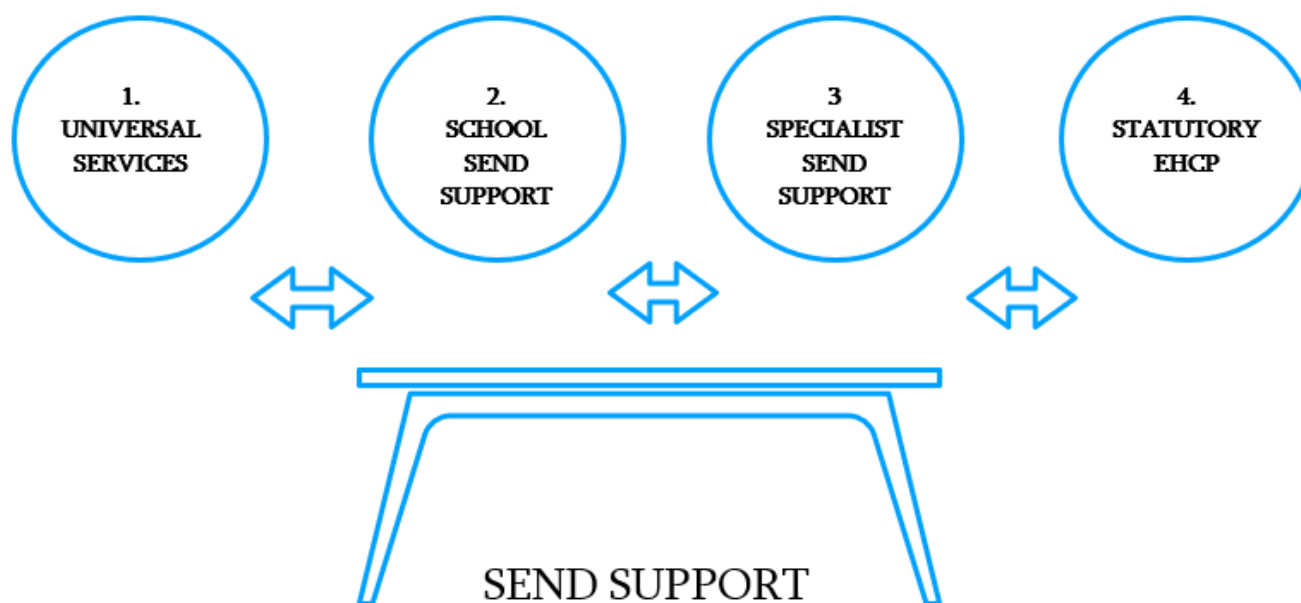 1.
UNIVERSAL
SERVICES
2.
SCHOOL
SEND
SUPPORT
3
SPECIALIST
SEND
SUPPORT
4.
STATUTORY
EHCP
SEND SUPPORT